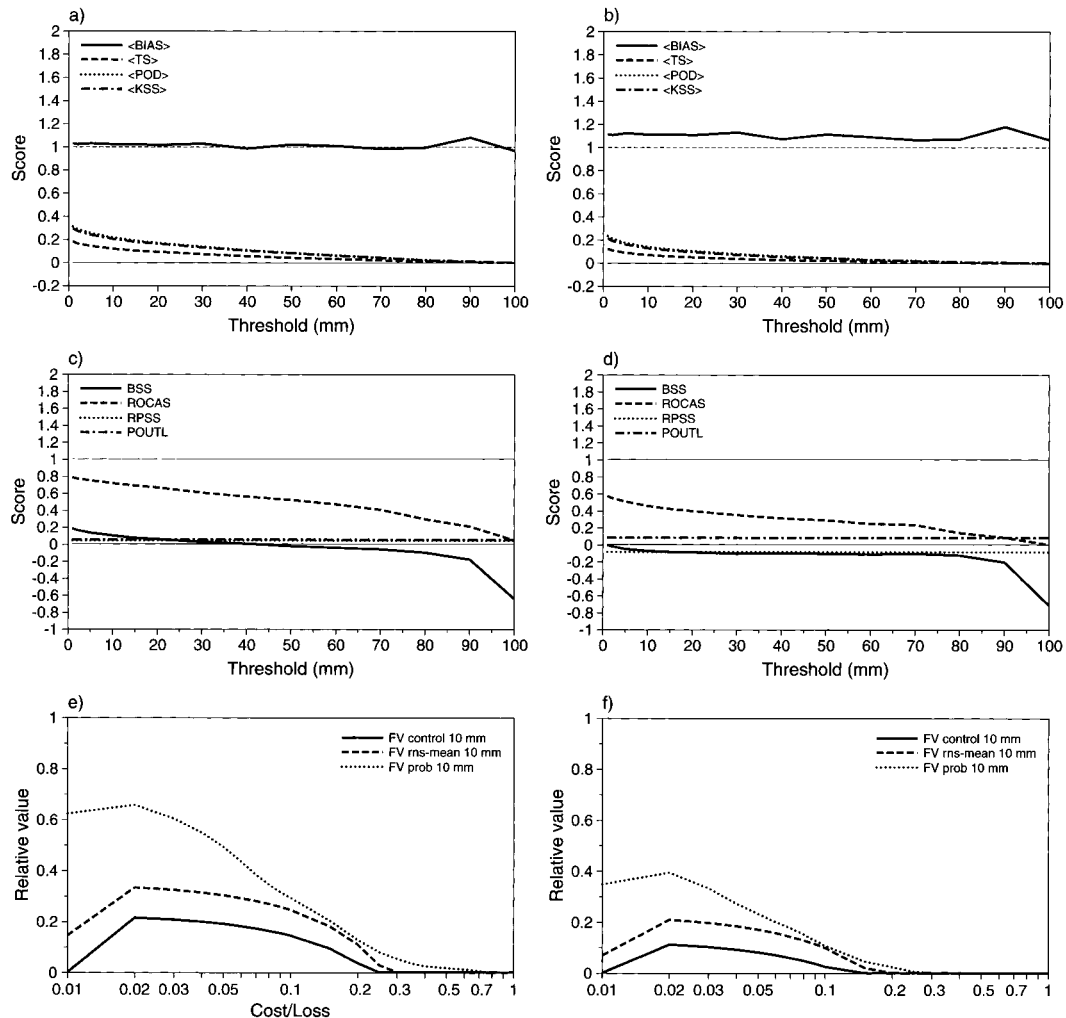 a)
<BIAS>
<TS>
<POD>
<KSS>
2
1.8
1.6
1.4
1.2
1
0.8
0.6
0.4
0.2
0
-0.2
Score
0 10 20 30 40 50 60 70 80 90 100
Threshold (mm)
b)
<BIAS>
<TS>
<POD>
<KSS>
2
1.8
1.6
1.4
1.2
1
0.8
0.6
0.4
0.2
0
-0.2
Score
0 10 20 30 40 50 60 70 80 90 100
Threshold (mm)
c)
BSS
ROCAS
RPSS
POUTL
2
1.8
1.6
1.4
1.2
1
0.8
0.6
0.4
0.2
0
-0.2
-0.4
-0.6
-0.8
-1
Score
0 10 20 30 40 50 60 70 80 90 100
Threshold (mm)
d)
BSS
ROCAS
RPSS
POUTL
2
1.8
1.6
1.4
1.2
1
0.8
0.6
0.4
0.2
0
-0.2
-0.4
-0.6
-0.8
-1
Score
0 10 20 30 40 50 60 70 80 90 100
Threshold (mm)
e)
FV control 10 mm
FV rns-mean 10 mm
FV prob 10 mm
1
0.8
0.6
0.4
0.2
0
Relative value
0.01 0.02 0.03 0.05 0.1 0.2 0.3 0.5 0.7 1
Cost/Loss
f)
FV control 10 mm
FV rns-mean 10 mm
FV prob 10 mm
1
0.8
0.6
0.4
0.2
0
Relative value
0.01 0.02 0.03 0.05 0.1 0.2 0.3 0.5 0.7 1